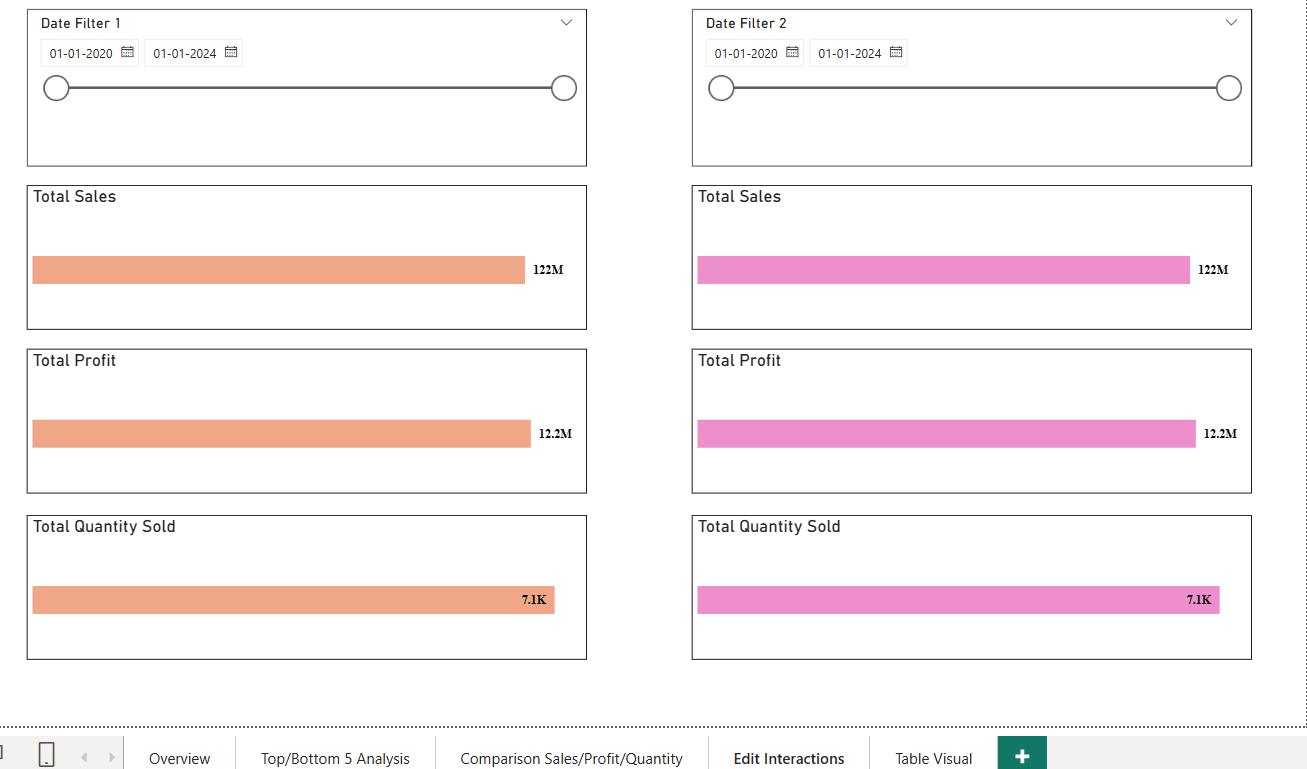 Date Filter 1
01-01-2020 01-01-2024
Total Sales
122M
Total Profit
12.2M
Total Quantity Sold
7.1K
Date Filter 2
01-01-2020 01-01-2024
Total Sales
122M
Total Profit
12.2M
Total Quantity Sold
7.1K
Overview Top/Bottom 5 Analysis Comparison Sales/Profit/Quantity Edit Interactions Table Visual +